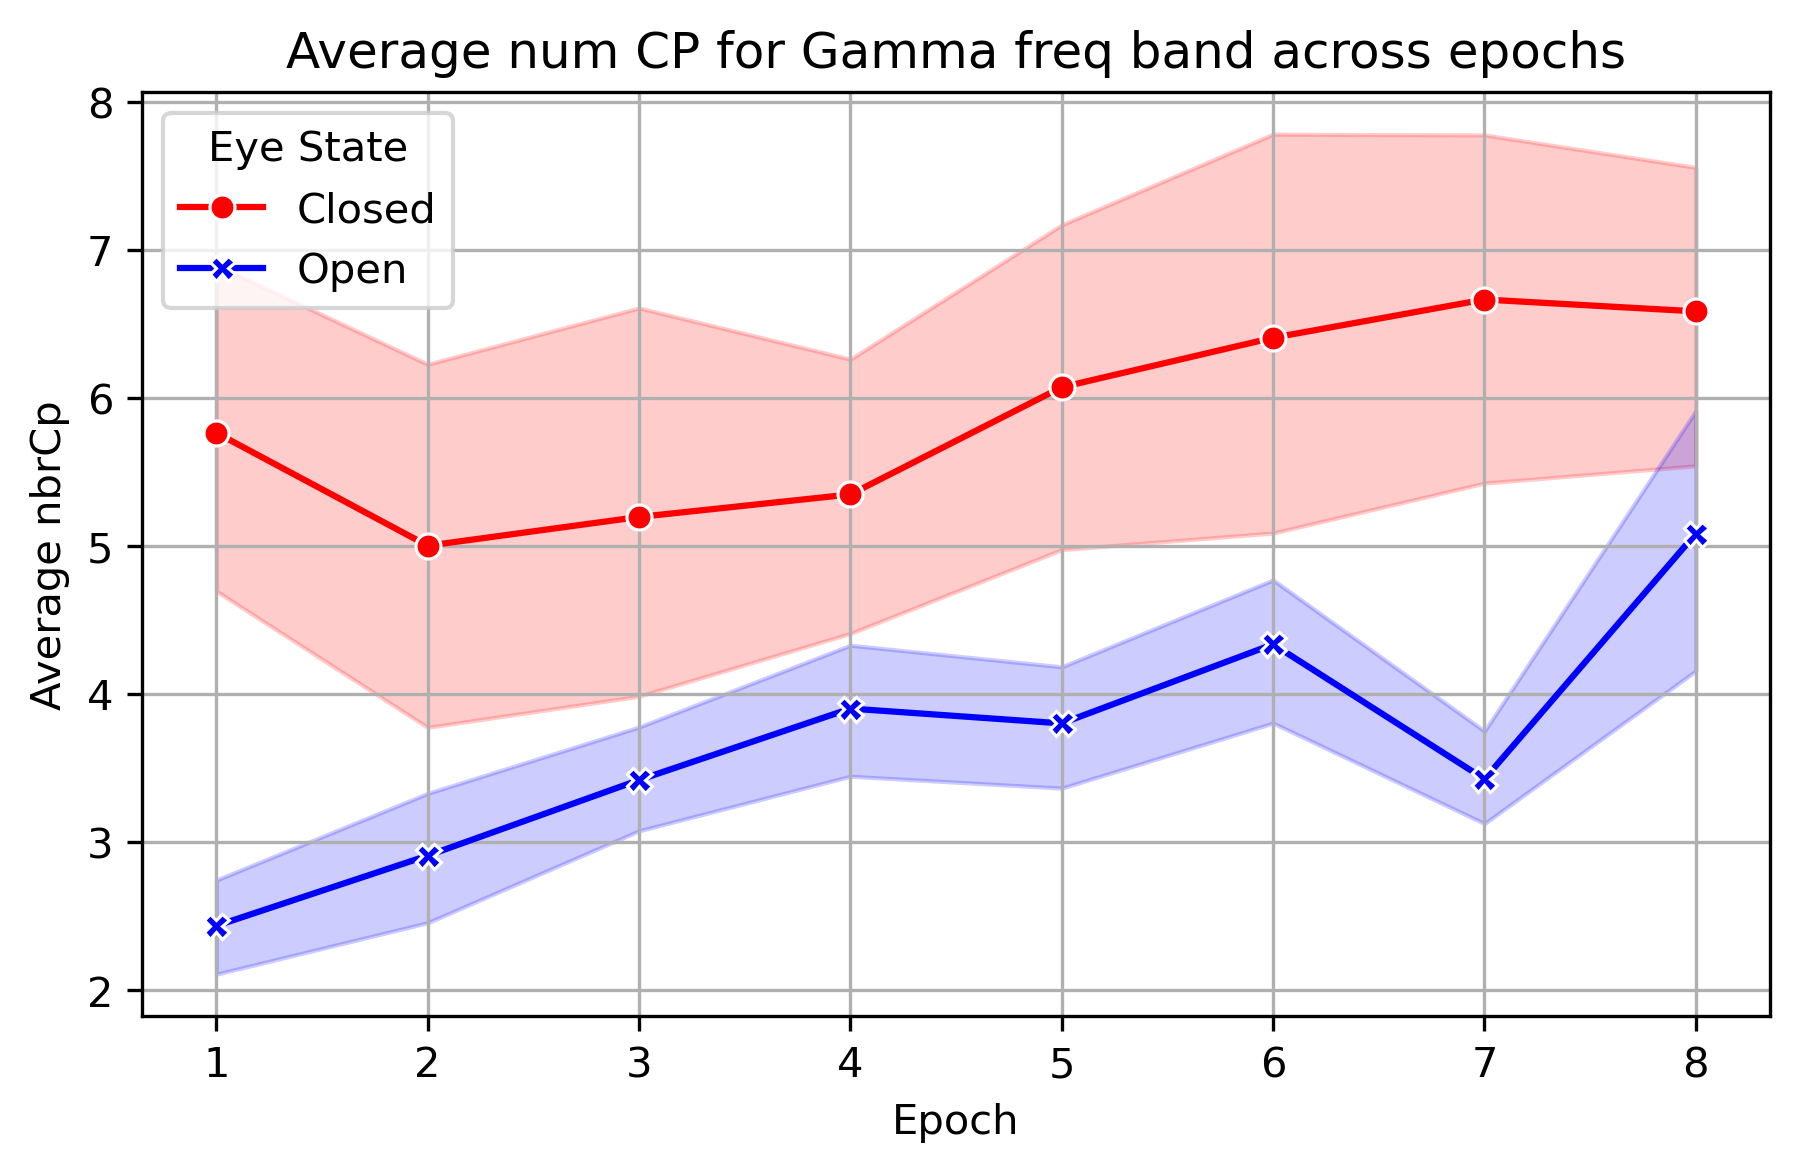 Average num CP for Gamma freq band across epochs
8
7
6
5
4
3
2
Average nbrCp
Eye State
Closed
Open
1 2 3 4 5 6 7 8
Epoch